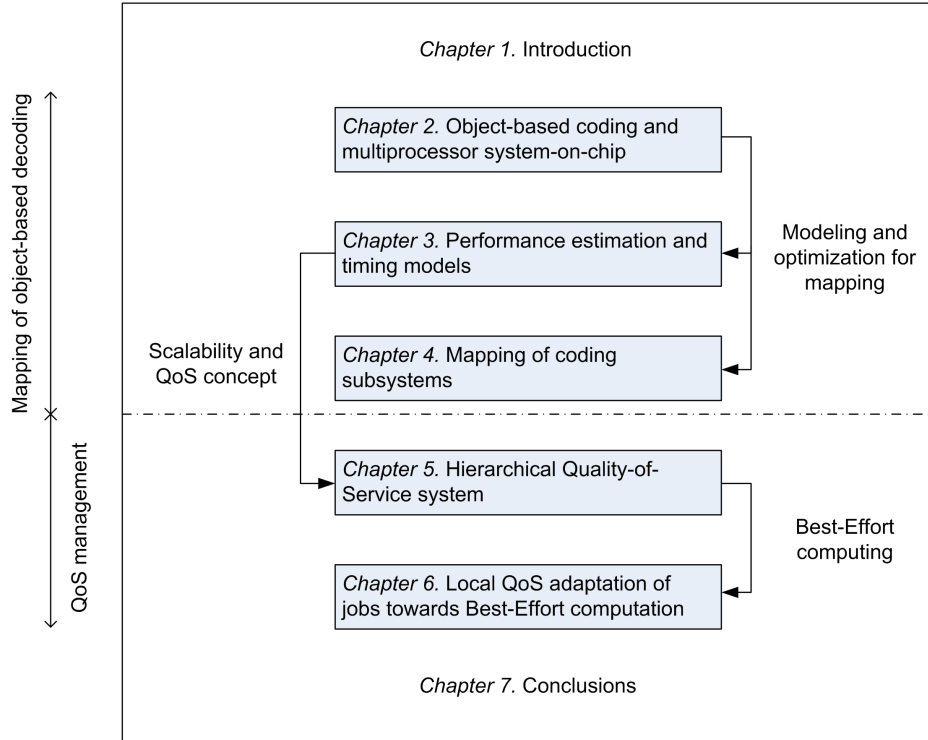 Chapter 1. Introduction
Mapping of object-based decoding
Chapter 2. Object-based coding and
multiprocessor system-on-chip
Chapter 3. Performance estimation and
timing models
Modeling and
optimization for
mapping
Scalability and
QoS concept
Chapter 4. Mapping of coding
subsystems
QoS management
Chapter 5. Hierarchical Quality-of-
Service system
Best-Effort
computing
Chapter 6. Local QoS adaptation of
jobs towards Best-Effort computation
Chapter 7. Conclusions